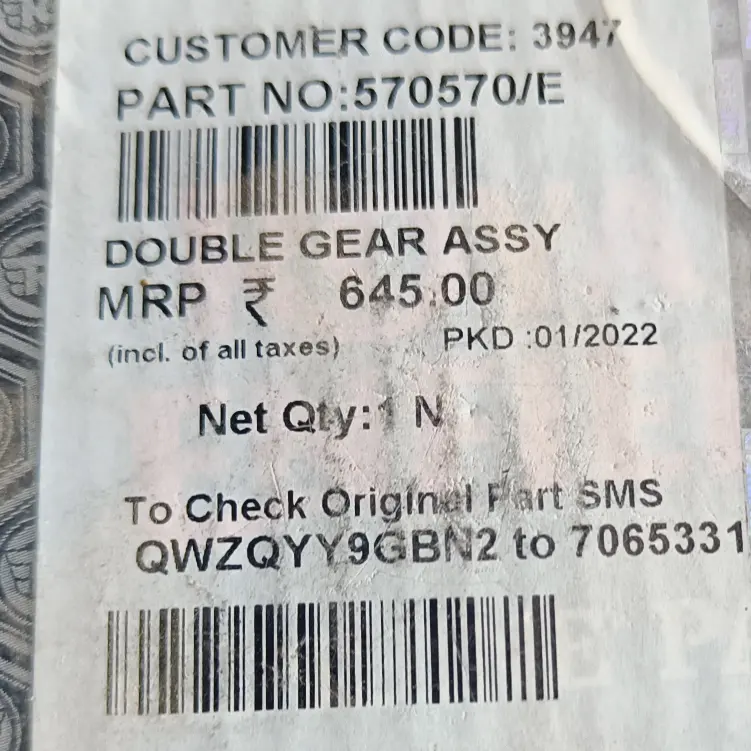 CUSTOMER CODE: 3947
PART NO:570570/E
DOUBLE GEAR ASSY
MRP ₹ 645.00
(incl. of all taxes) PKD :01/2022
Net Qty:1 N
To Check Original Part SMS
QWZQYY9GBN2 to 7065331